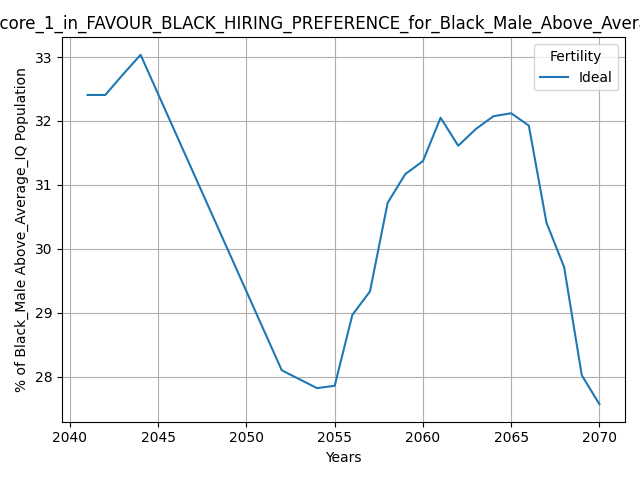 core_1_in_FAVOUR_BLACK_HIRING_PREFERENCE_for_Black_Male_Above_Avera
Fertility
Ideal
% of Black_Male Above_Average_IQ Population
33
32
31
30
29
28
2040 2045 2050 2055 2060 2065 2070
Years